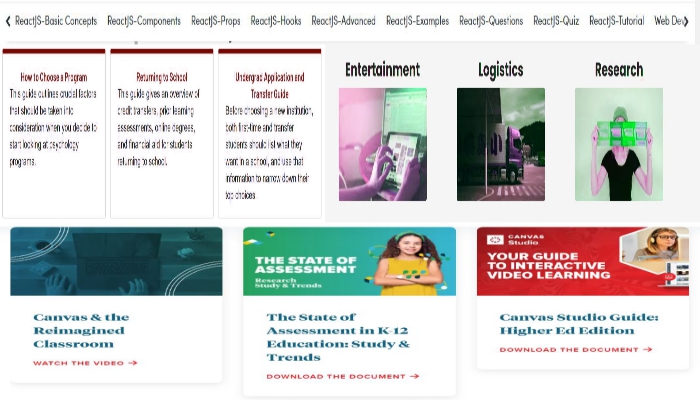 ReactJS-Basic Concepts ReactJS-Components ReactJS-Props ReactJS-Hooks ReactJS-Advanced ReactJS-Examples ReactJS-Questions ReactJS-Quiz ReactJS-Tutorial Web Dev
How to Choose a Program
This guide outlines crucial factors
that should be taken into
consideration when you decide to
start looking at psychology
programs.
Returning to School
This guide gives an overview of
credit transfers, prior learning
assessments, online degrees,
and financial aid for students
returning to school.
Undergrad Application and
Transfer Guide
Before choosing a new institution,
both first-time and transfer
students should list what they
want in a school, and use that
information to narrow down their
top choices.
Entertainment
Logistics
Research
Canvas & the
Reimagined
Classroom
WATCH THE VIDEO →
THE STATE OF
ASSESSMENT
Research
Study & Trends
The State of
Assessment in K-12
Education: Study &
Trends
DOWNLOAD THE DOCUMENT →
CANVAS
Studio
YOUR GUIDE
TO INTERACTIVE
VIDEO LEARNING
Canvas Studio Guide:
Higher Ed Edition
DOWNLOAD THE DOCUMENT →